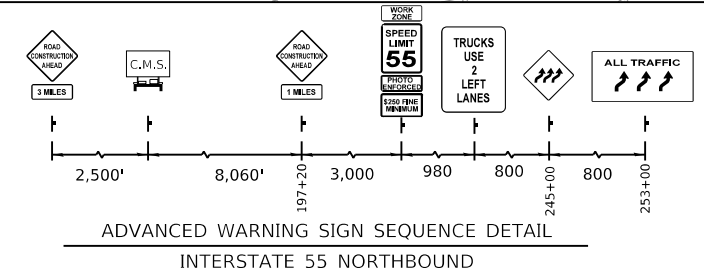 ROAD
CONSTRUCTION
AHEAD
3 MILES
C.M.S.
ROAD
CONSTRUCTION
AHEAD
1 MILES
WORK
ZONE
SPEED
LIMIT
55
PHOTO
ENFORCED
$250 FINE
MINIMUM
TRUCKS
USE
2
LEFT
LANES
ALL TRAFFIC
2,500'
8,060'
197+20
3,000
980
800
245+00
800
253+00
ADVANCED WARNING SIGN SEQUENCE DETAIL
INTERSTATE 55 NORTHBOUND